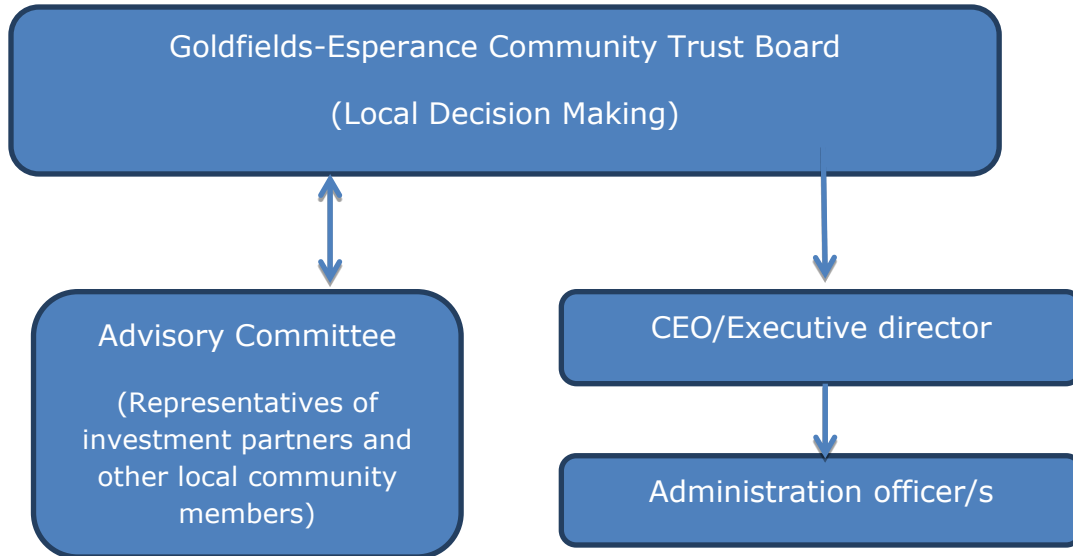 Goldfields-Esperance Community Trust Board
(Local Decision Making)
Advisory Committee
(Representatives of
investment partners and
other local community
members)
CEO/Executive director
Administration officer/s